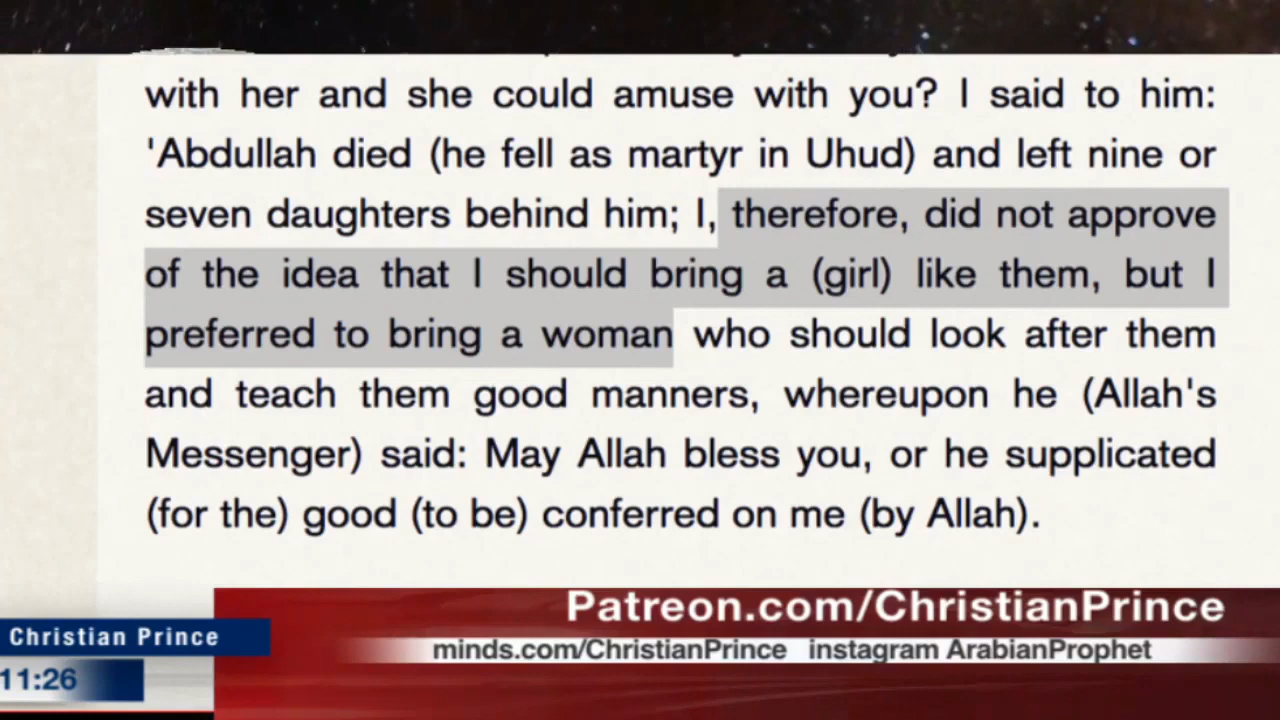 with her and she could amuse with you? I said to him:
'Abdullah died (he fell as martyr in Uhud) and left nine or
seven daughters behind him; I, therefore, did not approve
of the idea that I should bring a (girl) like them, but I
preferred to bring a woman who should look after them
and teach them good manners, whereupon he (Allah's
Messenger) said: May Allah bless you, or he supplicated
(for the) good (to be) conferred on me (by Allah).
Patreon.com/ChristianPrince
Christian Prince
minds.com/ChristianPrince instagram ArabianProphet
11:26